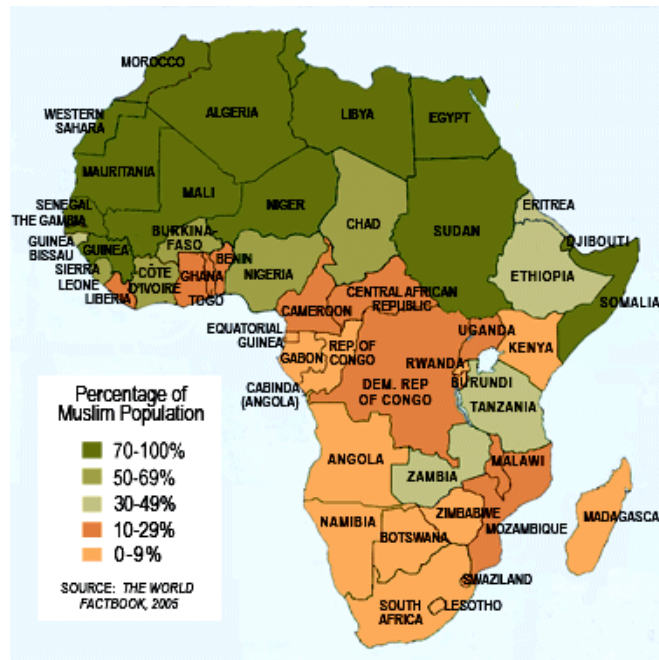 MOROCCO
ALGERIA
LIBYA
EGYPT
WESTERN
SAHARA
MAURITANIA
MALI
NIGER
CHAD
SUDAN
ERITREA
SENEGAL
THE GAMBIA
BURKINA-
FASO
GUINEA
BISSAU
GUINEA
BENIN
NIGERIA
DJIBOUTI
ETHIOPIA
SIERRA
LEONE
CÔTE
D'IVOIRE
GHANA
LIBERIA
TOGO
SOMALIA
CENTRAL AFRICAN
REPUBLIC
CAMEROON
EQUATORIAL
GUINEA
REP. OF
CONGO
GABON
UGANDA
KENYA
RWANDA
BURUNDI
DEM. REP
OF CONGO
CABINDA
(ANGOLA)
TANZANIA
ANGOLA
ZAMBIA
MALAWI
NAMIBIA
ZIMBABWE
BOTSWANA
MOZAMBIQUE
MADAGASCA
SWAZILAND
SOUTH
AFRICA
LESOTHO
Percentage of
Muslim Population
70-100%
50-69%
30-49%
10-29%
0-9%
SOURCE: THE WORLD
FACTBOOK, 2005